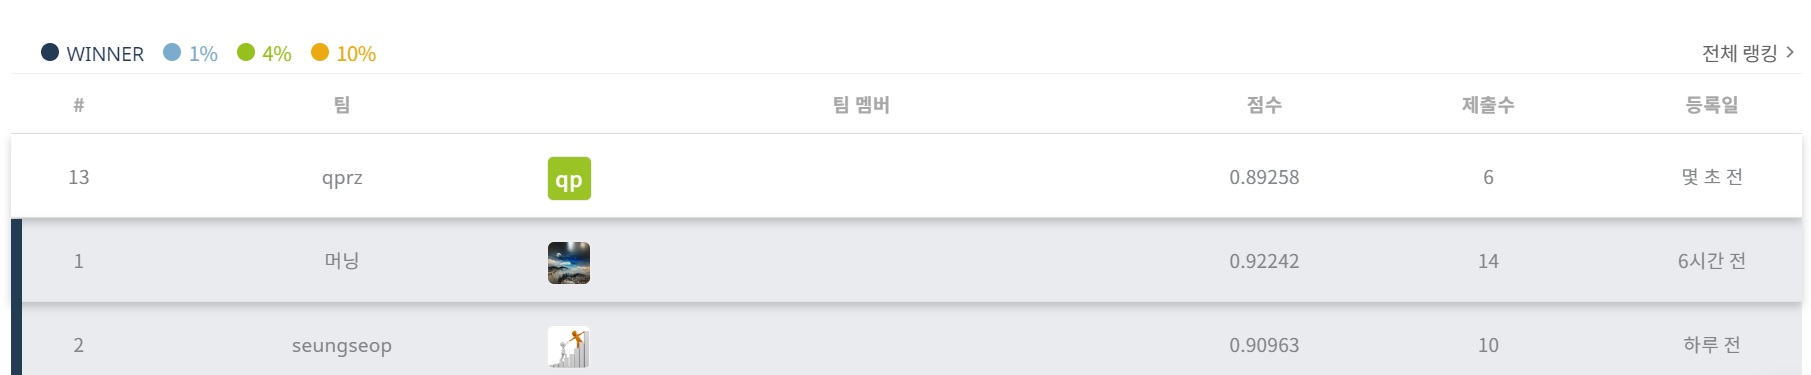 WINNER 1% 4% 10% 전체 랭킹 >
# 팀 팀 멤버 점수 제출수 등록일
13 qprz qp 0.89258 6 몇 초 전
1 머닝 0.92242 14 6시간 전
2 seungseop 0.90963 10 하루 전